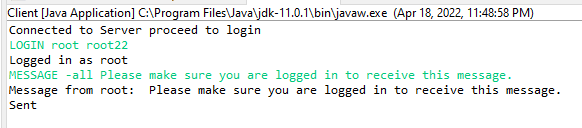 Client [Java Application] C:\Program Files\Java\jdk-11.0.1\bin\javaw.exe (Apr 18, 2022, 11:48:58 PM)
Connected to Server proceed to login
LOGIN root root22
Logged in as root
MESSAGE -all Please make sure you are logged in to receive this message.
Message from root:  Please make sure you are logged in to receive this message.
Sent